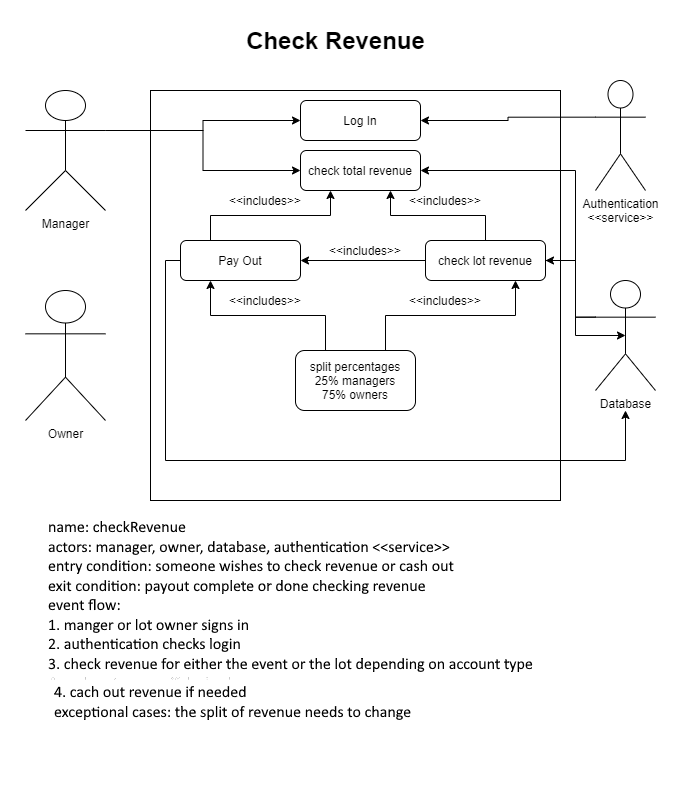 Check Revenue
Log In
check total revenue
Manager
Authentication
<<service>>
<<includes>>
<<includes>>
Pay Out
<<includes>>
check lot revenue
<<includes>>
<<includes>>
split percentages
25% managers
75% owners
Owner
Database
name: checkRevenue
actors: manager, owner, database, authentication <<service>>
entry condition: someone wishes to check revenue or cash out
exit condition: payout complete or done checking revenue
event flow:
1. manger or lot owner signs in
2. authentication checks login
3. check revenue for either the event or the lot depending on account type
4. cach out revenue if needed
exceptional cases: the split of revenue needs to change